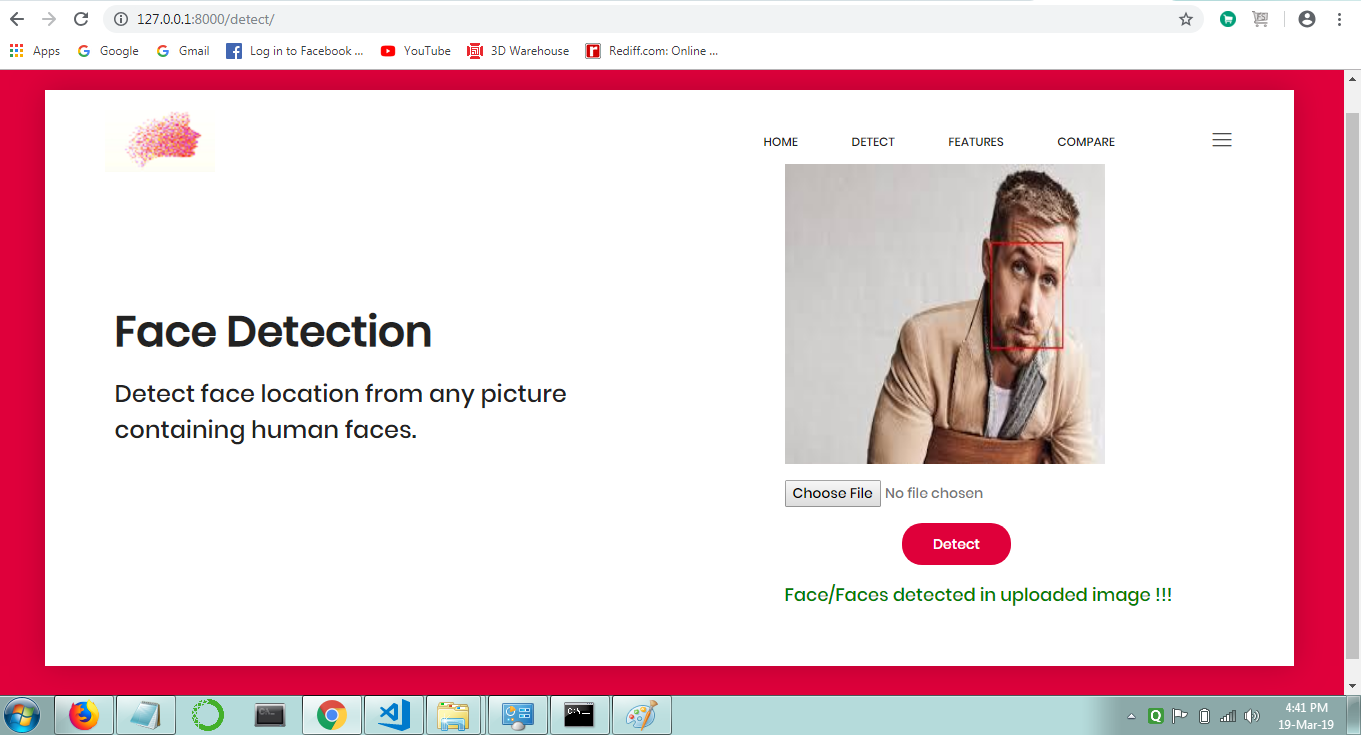 127.0.0.1:8000/detect/
Apps Google Gmail Log in to Facebook ... YouTube 3D Warehouse Rediff.com: Online ...
HOME DETECT FEATURES COMPARE
Face Detection
Detect face location from any picture
containing human faces.
Choose File No file chosen
Detect
Face/Faces detected in uploaded image !!!
C:\_
Q
4:41 PM
19-Mar-19